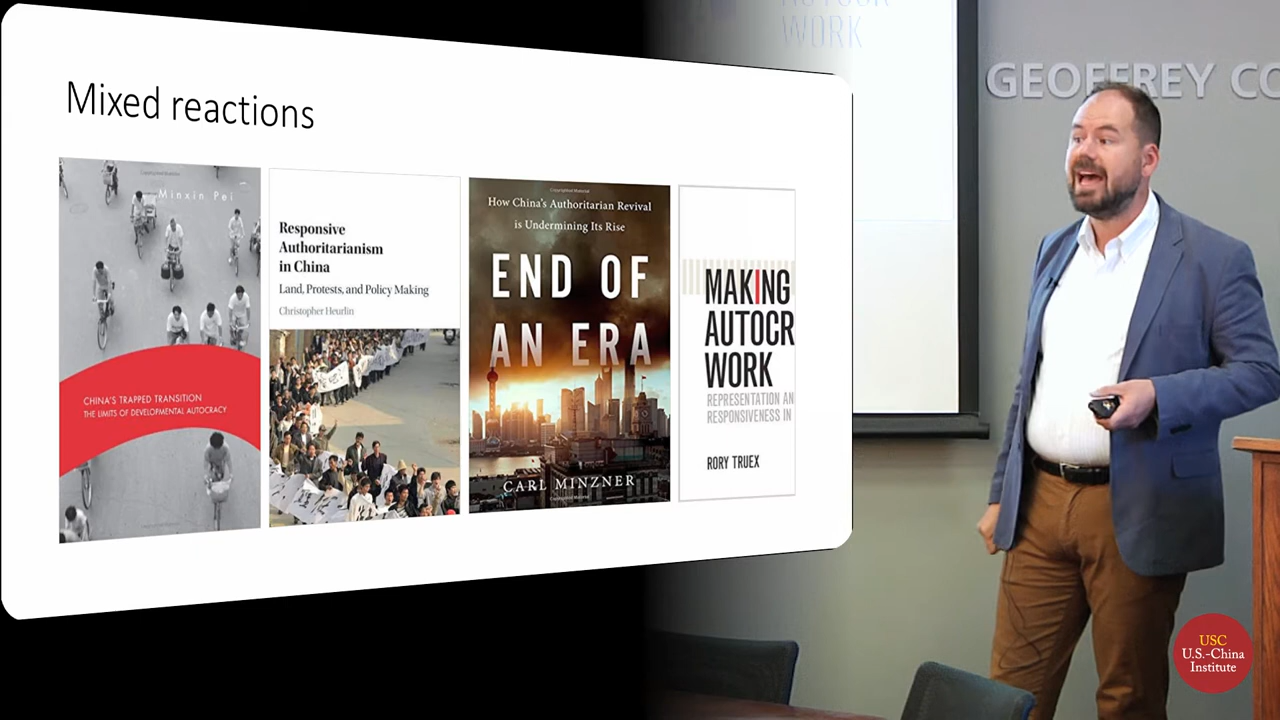 Mixed reactions
Minxin Pei
CHINA'S TRAPPED TRANSITION
THE LIMITS OF DEVELOPMENTAL AUTOCRACY
Responsive
Authoritarianism
in China
Land, Protests, and Policy Making
Christopher Heurlin
How China's Authoritarian Revival
is Undermining Its Rise
END OF
AN ERA
CARL MINZNER
MAKING
AUTOCR
WORK
REPRESENTATION AN
RESPONSIVENESS IN
RORY TRUEX
WORK
GEOFFREY CO
USC
U.S.-China
Institute